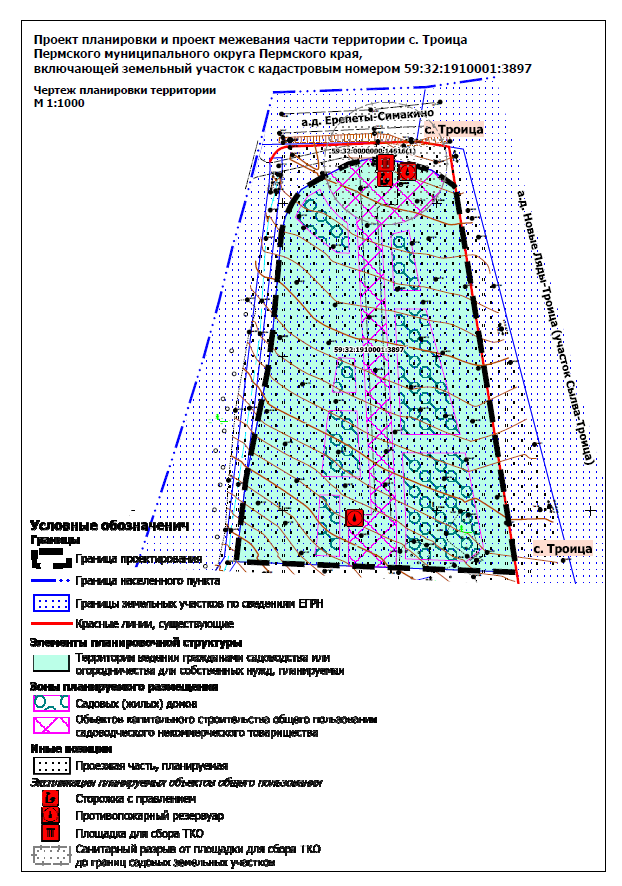 Проект планировки и проект межевания части территории с. Троица
Пермского муниципального округа Пермского края,
включающей земельный участок с кадастровым номером 59:32:1910001:3897
Чертеж планировки территории
М 1:1000
а.д. Ерепеты-Симакино
с. Троица
59:32:0000000:14616(1)
а.д. Новые Ляды-Троица (участок Сылва-Троица)
59:32:1910001:3897
с. Троица
Условные обозначенич
Границы
Граница проектирования
Граница населенного пункта
Границы земельных участков по сведениям ЕГРН
Красные линии, существующие
Элементы планировочной структуры
Территории ведения гражданами садоводства или
огородничества для собственных нужд, планируемая
Зоны планируемого размещения
Садовых (жилых) домов
Объектов капитального строительства общего пользования
садоводческого некоммерческого товарищества
Иные позиции
Проезжая часть, планируемая
Экспликация планируемых объектов общего пользования
Сторожка с правлением
Противопожарный резервуар
Площадка для сбора ТКО
Санитарный разрыв от площадки для сбора ТКО
до границ садовых земельных участков